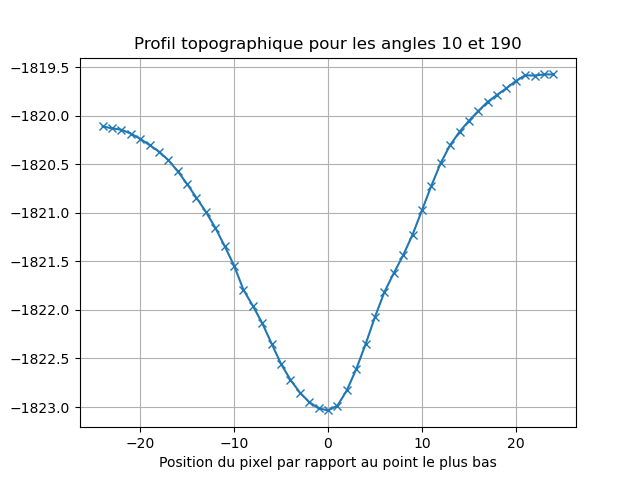 Profil topographique pour les angles 10 et 190
−1819.5
−1820.0
−1820.5
−1821.0
−1821.5
−1822.0
−1822.5
−1823.0
−20 −10 0 10 20
Position du pixel par rapport au point le plus bas